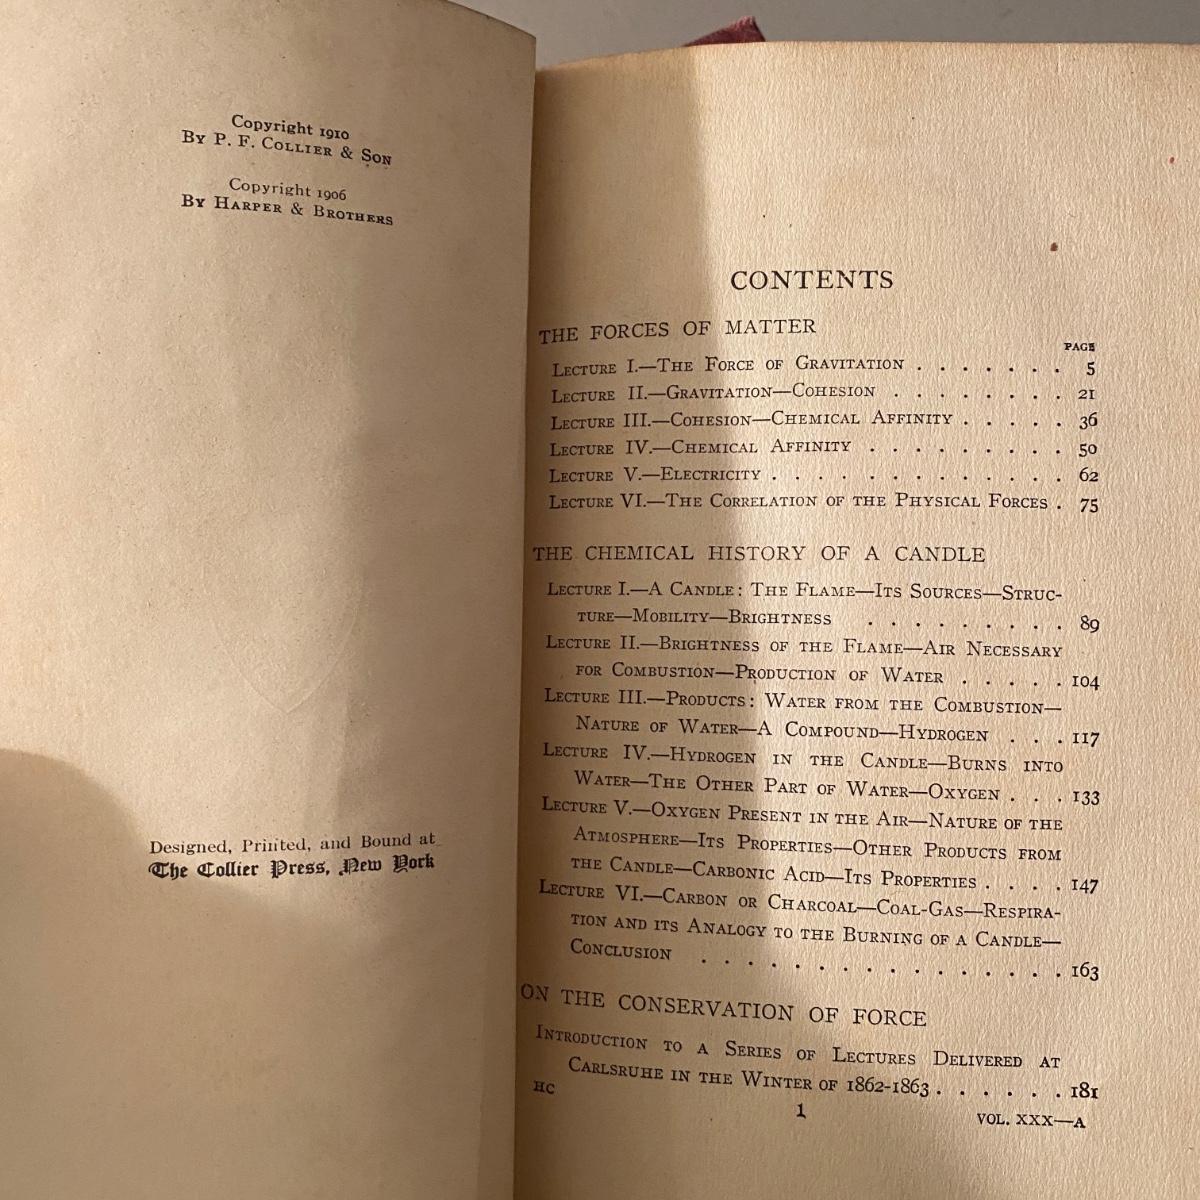 Copyright 1910
By P. F. Collier & Son
Copyright 1906
By Harper & Brothers
Designed, Printed, and Bound at
The Collier Press, New York
CONTENTS
THE FORCES OF MATTER
PAGE
Lecture I.—The Force of Gravitation . . . . . . . 5
Lecture II.—Gravitation—Cohesion . . . . . . . . 21
Lecture III.—Cohesion—Chemical Affinity . . . . . 36
Lecture IV.—Chemical Affinity . . . . . . . . . 50
Lecture V.—Electricity . . . . . . . . . . . . . 62
Lecture VI.—The Correlation of the Physical Forces . 75
THE CHEMICAL HISTORY OF A CANDLE
Lecture I.—A Candle: The Flame—Its Sources—Struc-
ture—Mobility—Brightness . . . . . . . . . 89
Lecture II.—Brightness of the Flame—Air Necessary
for Combustion—Production of Water . . . . . 104
Lecture III.—Products: Water from the Combustion—
Nature of Water—A Compound—Hydrogen . . . 117
Lecture IV.—Hydrogen in the Candle—Burns into
Water—The Other Part of Water—Oxygen . . . 133
Lecture V.—Oxygen Present in the Air—Nature of the
Atmosphere—Its Properties—Other Products from
the Candle—Carbonic Acid—Its Properties . . . . 147
Lecture VI.—Carbon or Charcoal—Coal-Gas—Respira-
tion and its Analogy to the Burning of a Candle—
Conclusion . . . . . . . . . . . . . . . . 163
ON THE CONSERVATION OF FORCE
Introduction to a Series of Lectures Delivered at
Carlsruhe in the Winter of 1862-1863 . . . . . . 181
HC
1
VOL. XXX—A